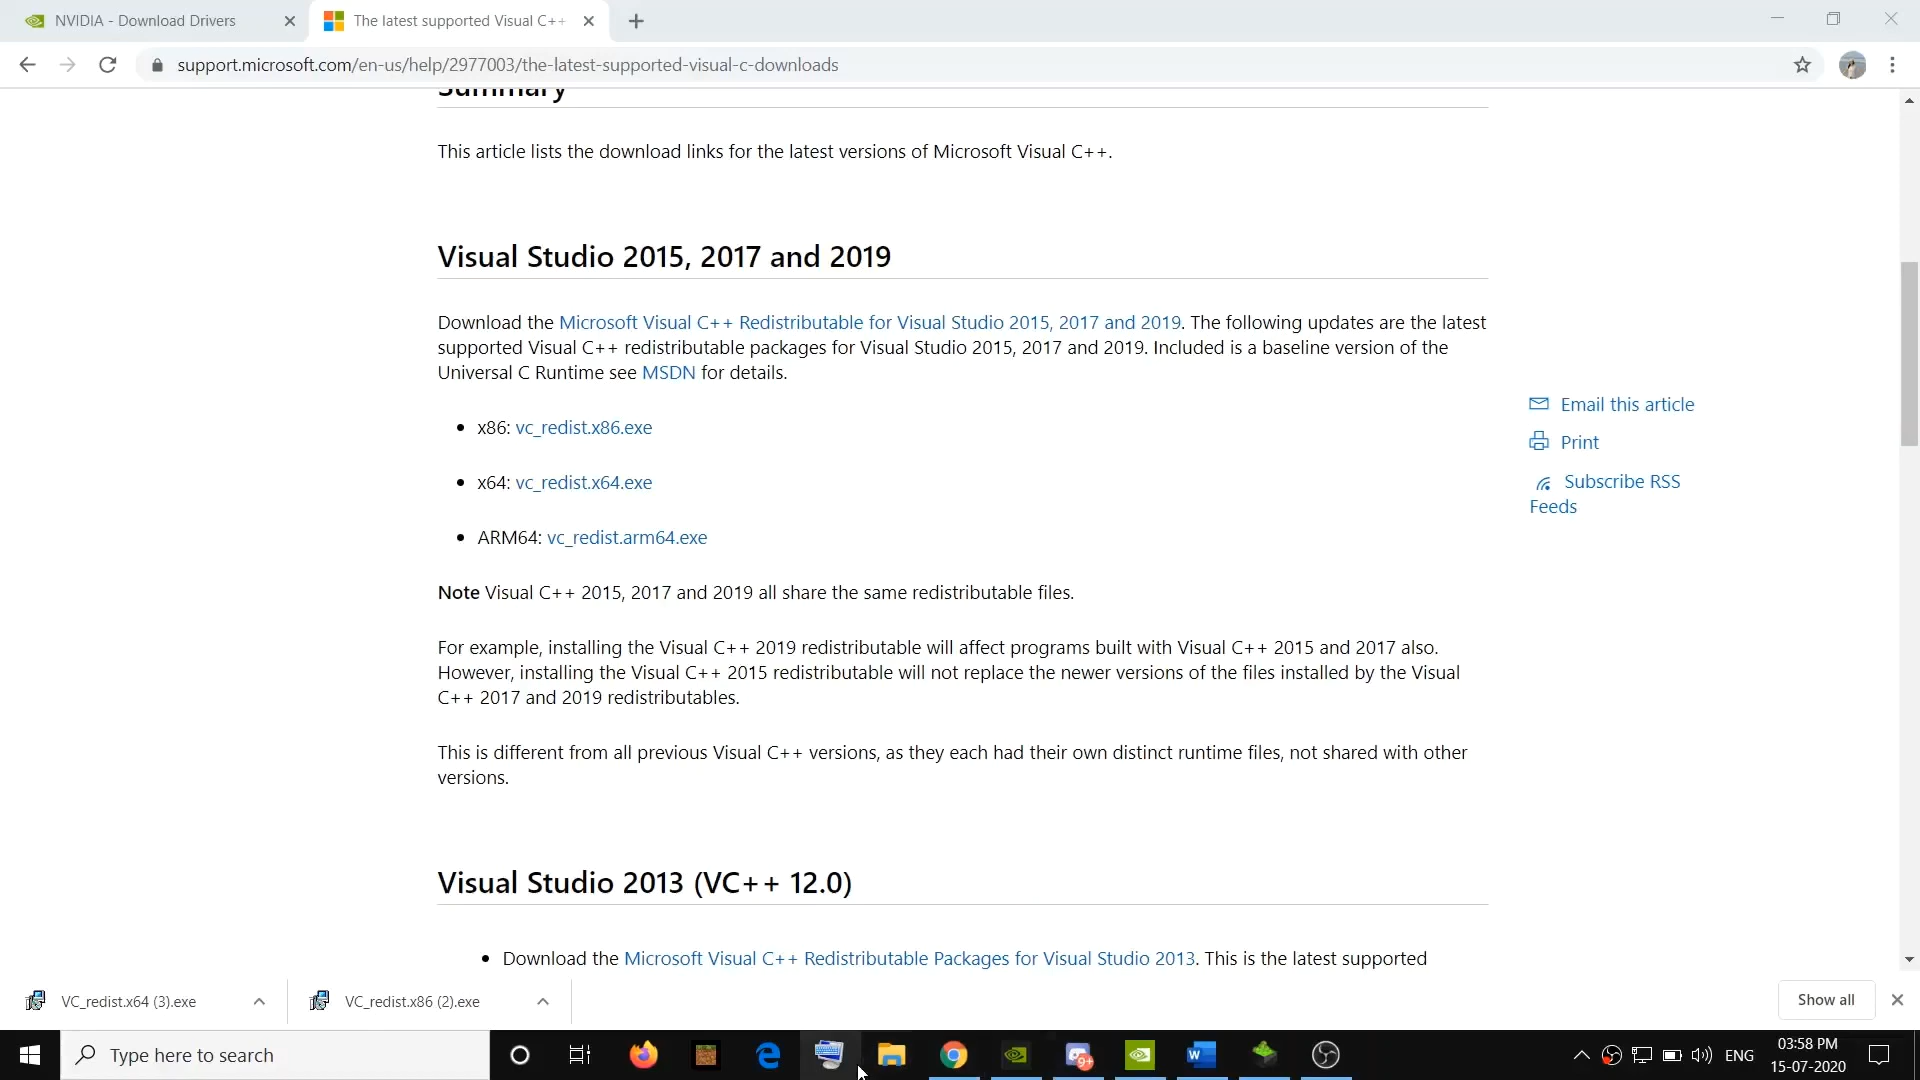 NVIDIA - Download Drivers
The latest supported Visual C++
support.microsoft.com/en-us/help/2977003/the-latest-supported-visual-c-downloads
Summary
This article lists the download links for the latest versions of Microsoft Visual C++.
Visual Studio 2015, 2017 and 2019
Download the Microsoft Visual C++ Redistributable for Visual Studio 2015, 2017 and 2019. The following updates are the latest
supported Visual C++ redistributable packages for Visual Studio 2015, 2017 and 2019. Included is a baseline version of the
Universal C Runtime see MSDN for details.
• x86: vc_redist.x86.exe
• x64: vc_redist.x64.exe
• ARM64: vc_redist.arm64.exe
Note Visual C++ 2015, 2017 and 2019 all share the same redistributable files.
For example, installing the Visual C++ 2019 redistributable will affect programs built with Visual C++ 2015 and 2017 also.
However, installing the Visual C++ 2015 redistributable will not replace the newer versions of the files installed by the Visual
C++ 2017 and 2019 redistributables.
This is different from all previous Visual C++ versions, as they each had their own distinct runtime files, not shared with other
versions.
Visual Studio 2013 (VC++ 12.0)
• Download the Microsoft Visual C++ Redistributable Packages for Visual Studio 2013. This is the latest supported
Email this article
Print
Subscribe RSS
Feeds
VC_redist.x64 (3).exe
VC_redist.x86 (2).exe
Show all
Type here to search
9+
W
ENG
03:58 PM
15-07-2020